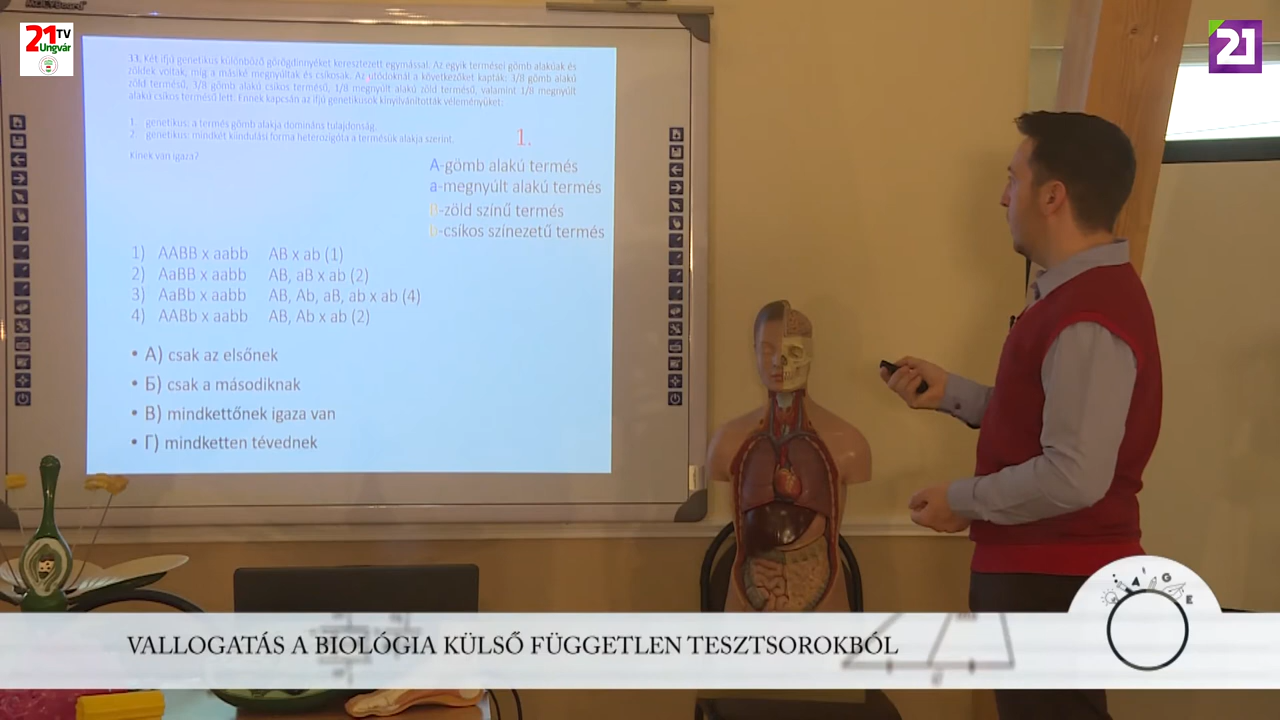 21 TV
Ungvár
21
33. Két ifjú genetikus különböző görögdinnyéket keresztezett egymással. Az egyik termései gömb alakúak és
zöldek voltak, míg a másiké megnyúltak és csíkosak. Az utódoknál a következőket kapták: 3/8 gömb alakú
zöld termésű, 3/8 gömb alakú csíkos termésű, 1/8 megnyúlt alakú zöld termésű, valamint 1/8 megnyúlt
alakú csíkos termésű lett. Ennek kapcsán az ifjú genetikusok kinyilvánították véleményüket:
1. genetikus: a termés gömb alakja domináns tulajdonság.
2. genetikus: mindkét kiindulási forma heterozigóta a termésük alakja szerint.
Kinek van igaza?
1.
A-gömb alakú termés
a-megnyúlt alakú termés
B-zöld színű termés
b-csíkos színezetű termés
1) AABB x aabb AB x ab (1)
2) AaBB x aabb AB, aB x ab (2)
3) AaBb x aabb AB, Ab, aB, ab x ab (4)
4) AABb x aabb AB, Ab x ab (2)
• А) csak az elsőnek
• Б) csak a másodiknak
• В) mindkettőnek igaza van
• Г) mindketten tévednek
VALLOGATÁS A BIOLÓGIA KÜLSŐ FÜGGETLEN TESZTSOROKBÓL